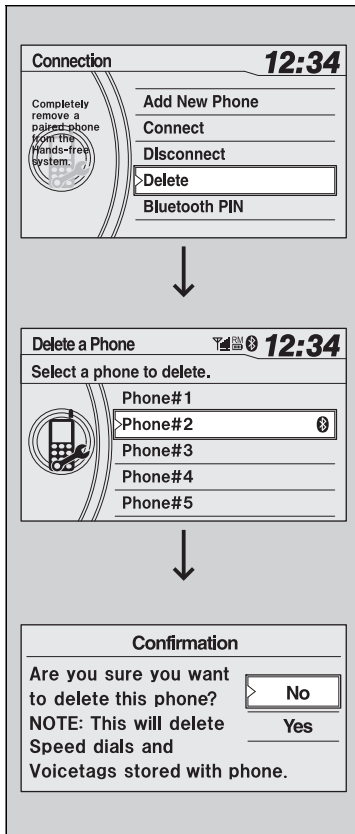 Connection 12:34
Completely
remove a
paired phone
from the
Hands-free
system.
Add New Phone
Connect
DIsconnect
Delete
Bluetooth PIN
Delete a Phone RM 12:34
Select a phone to delete.
Phone#1
Phone#2
Phone#3
Phone#4
Phone#5
Confirmation
Are you sure you want
to delete this phone?
NOTE: This will delete
Speed dials and
Voicetags stored with phone.
No
Yes